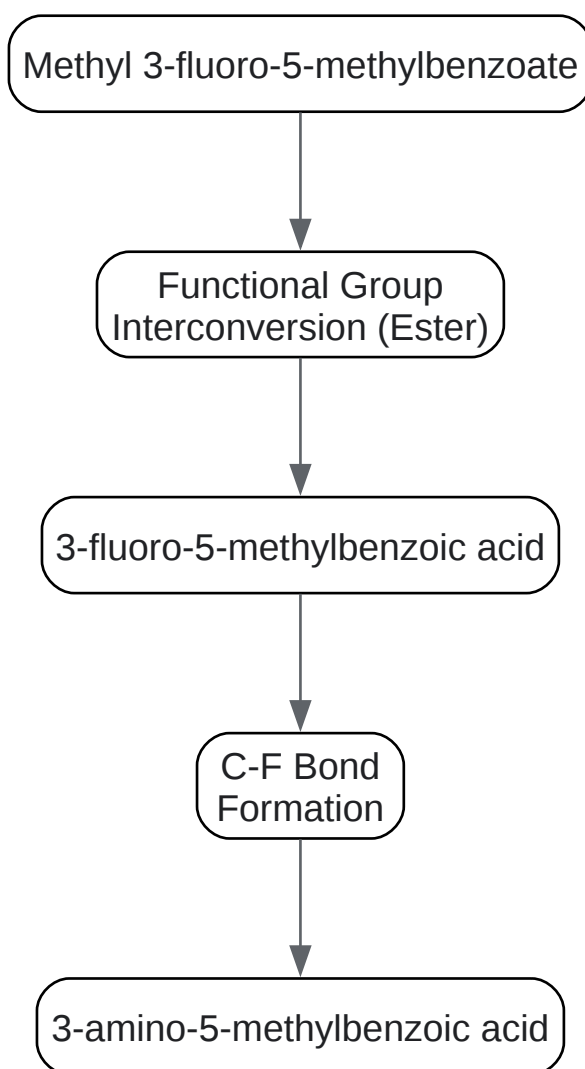 Methyl 3-fluoro-5-methylbenzoate
Functional Group
Interconversion (Ester)
3-fluoro-5-methylbenzoic acid
C-F Bond
Formation
3-amino-5-methylbenzoic acid